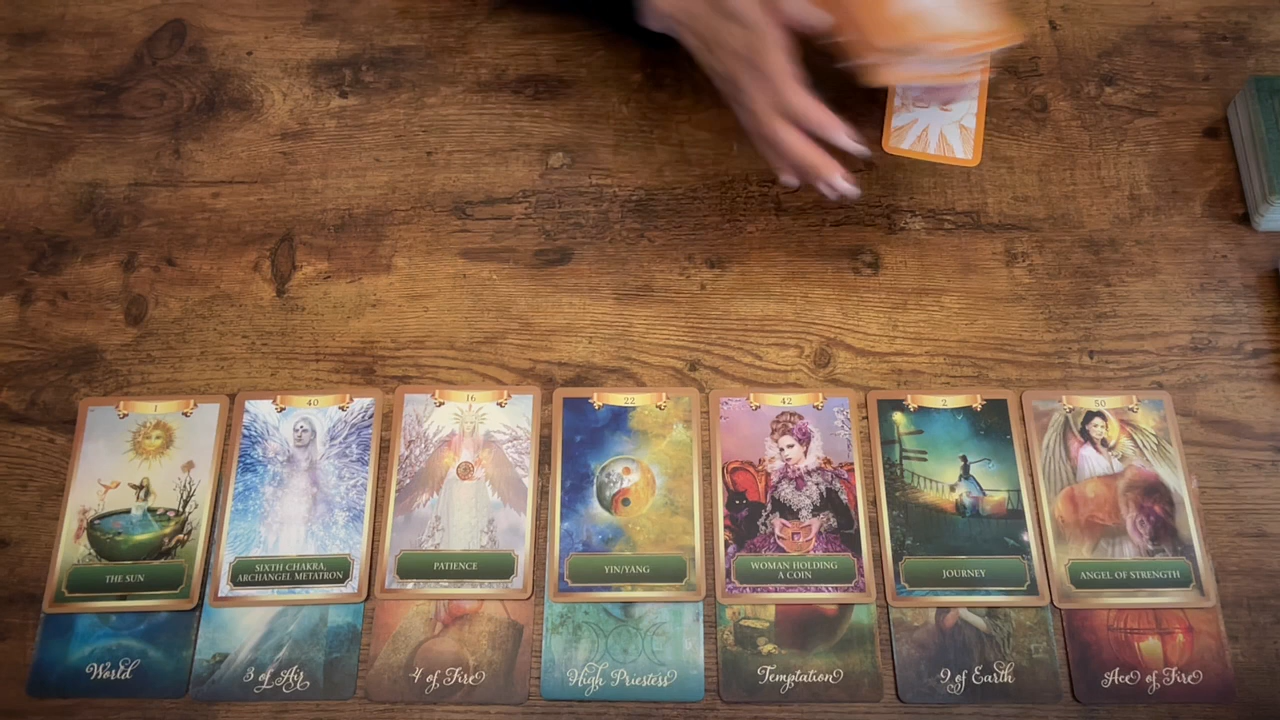 1
THE SUN
40
SIXTH CHAKRA,
ARCHANGEL METATRON
16
PATIENCE
22
YIN/YANG
42
WOMAN HOLDING
A COIN
2
JOURNEY
50
ANGEL OF STRENGTH
World
3 of Air
4 of Fire
High Priestess
Temptation
9 of Earth
Ace of Fire